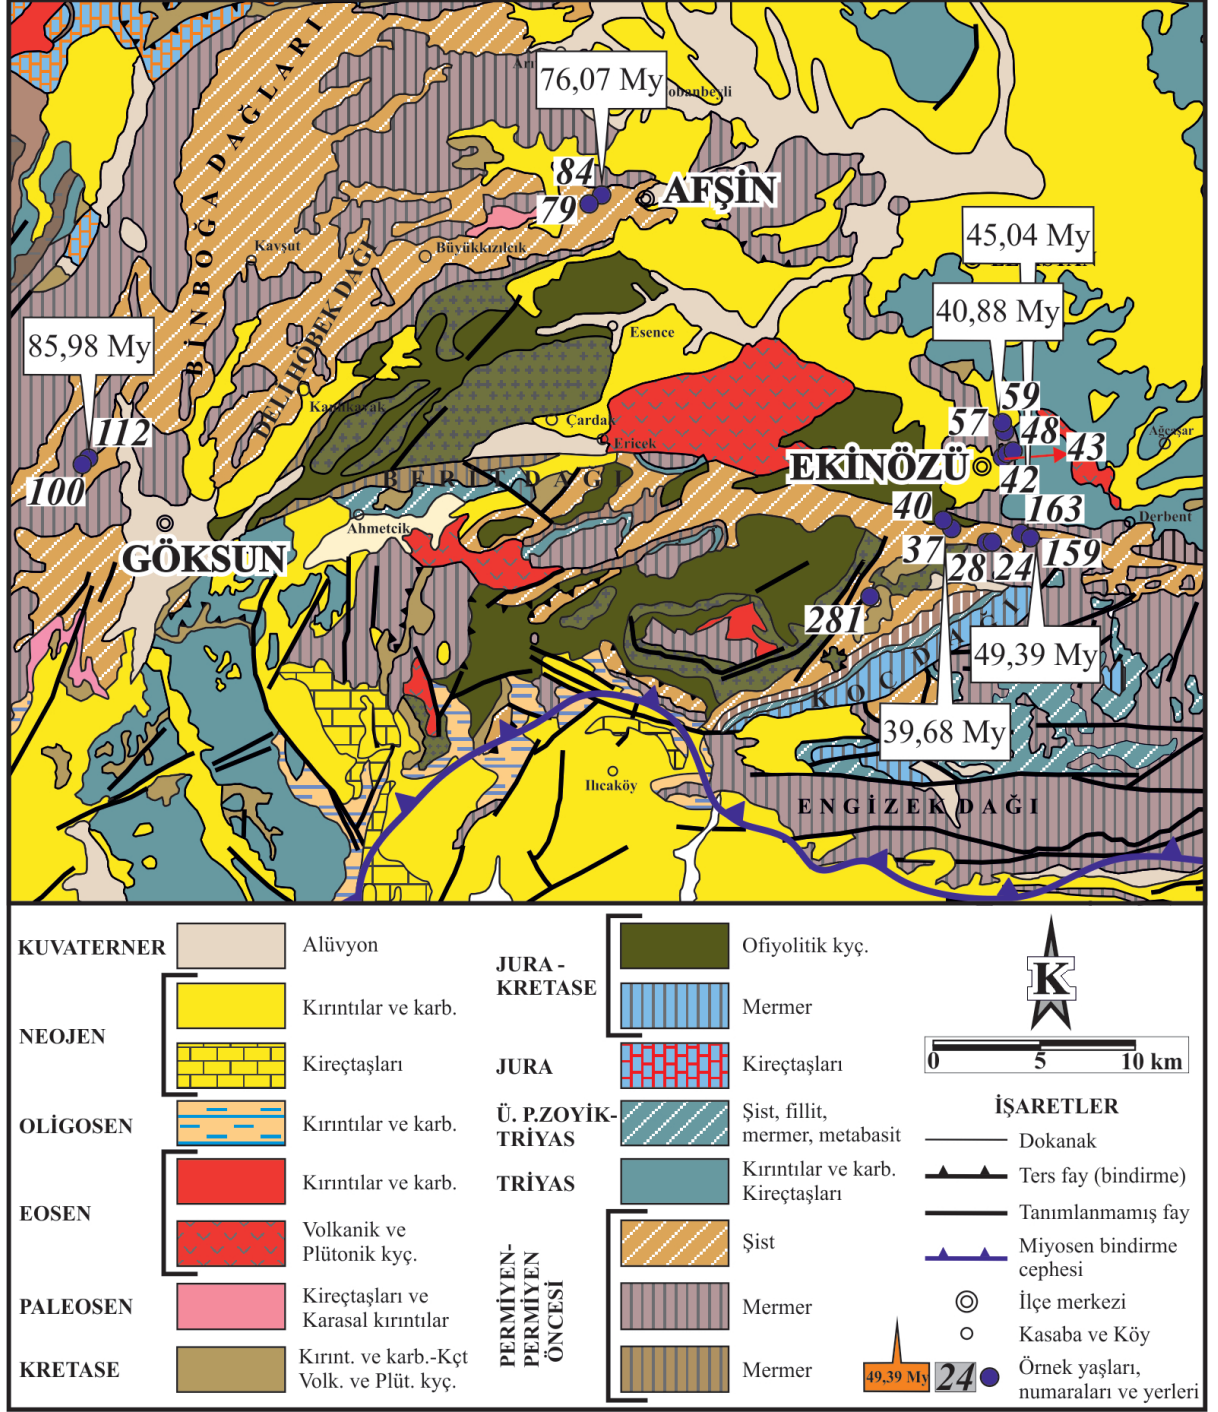 Arı
76,07 My
obanbeyli
84
79
AFŞİN
BİNBOĞA DAĞLARI
Kavşut
Büyükkızılcık
45,04 My
DELİHÖBEK DAĞI
40,88 My
Esence
85,98 My
Kanlıkavak
59
57
48
43
Çardak
Ericek
Ağcaşar
112
EKİNÖZÜ
42
100
BERİT DAĞI
40
163
Derbent
Ahmetcik
GÖKSUN
37
28
24
159
281
KOÇ DAĞI
49,39 My
39,68 My
Ilıcaköy
ENGİZEK DAĞI
KUVATERNER
Alüvyon
NEOJEN
Kırıntılar ve karb.
Kireçtaşları
OLİGOSEN
Kırıntılar ve karb.
EOSEN
Kırıntılar ve karb.
Volkanik ve
Plütonik kyç.
PALEOSEN
Kireçtaşları ve
Karasal kırıntılar
KRETASE
Kırınt. ve karb.-Kçt
Volk. ve Plüt. kyç.
JURA -
KRETASE
Ofiyolitik kyç.
Mermer
JURA
Kireçtaşları
Ü. P.ZOYİK-
TRİYAS
Şist, fillit,
mermer, metabasit
TRİYAS
Kırıntılar ve karb.
Kireçtaşları
PERMİYEN-
PERMİYEN
ÖNCESİ
Şist
Mermer
Mermer
K
0 5 10 km
İŞARETLER
Dokanak
Ters fay (bindirme)
Tanımlanmamış fay
Miyosen bindirme
cephesi
İlçe merkezi
Kasaba ve Köy
49,39 My
24
Örnek yaşları,
numaraları ve yerleri